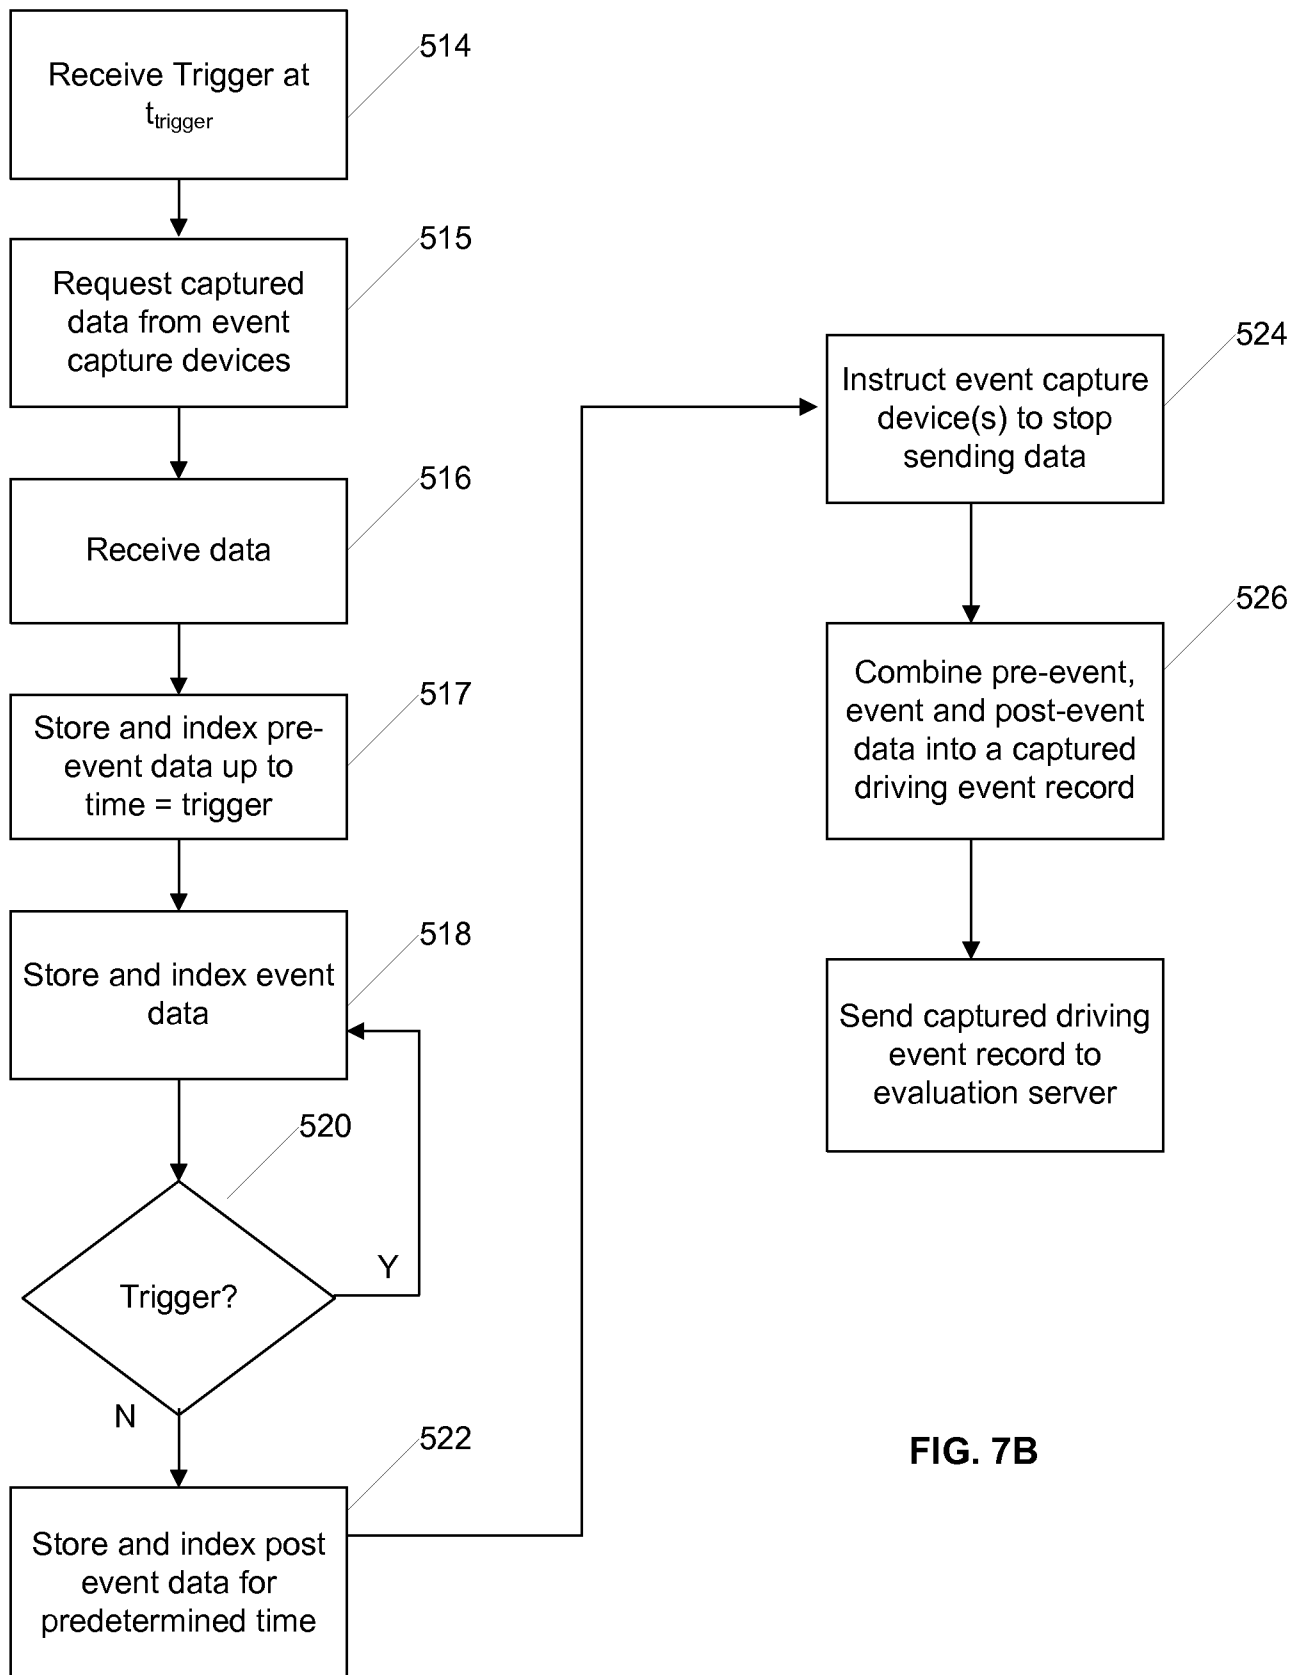 Receive Trigger at
ttrigger
514
Request captured
data from event
capture devices
515
Receive data
516
Store and index pre-
event data up to
time = trigger
517
Store and index event
data
518
Trigger?
520
Y
N
Store and index post
event data for
predetermined time
522
Instruct event capture
device(s) to stop
sending data
524
Combine pre-event,
event and post-event
data into a captured
driving event record
526
Send captured driving
event record to
evaluation server
FIG. 7B